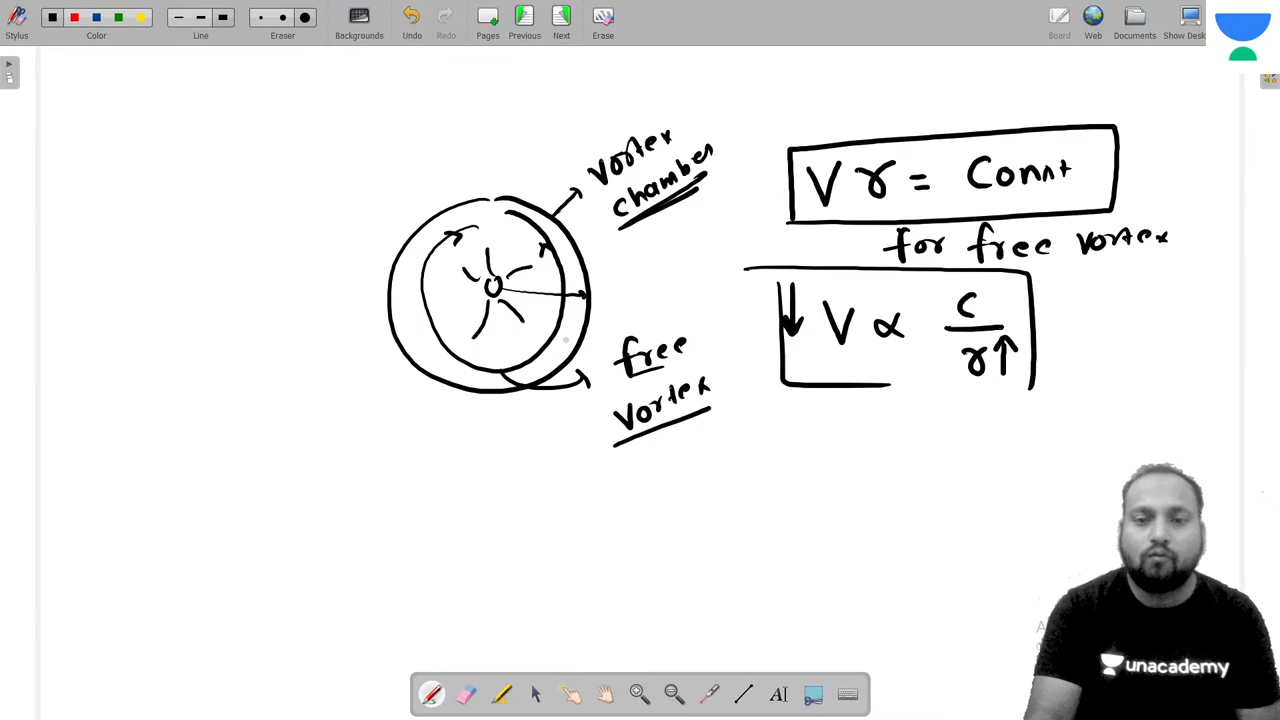 Stylus
Color
Line
Eraser
Backgrounds
Undo
Redo
Pages
Previous
Next
Erase
Board
Web
Documents
Show Desk
vortex
chamber
V r = Const
for free vortex
↓ V ∝ c/r ↑
free
vortex
unacademy
AI